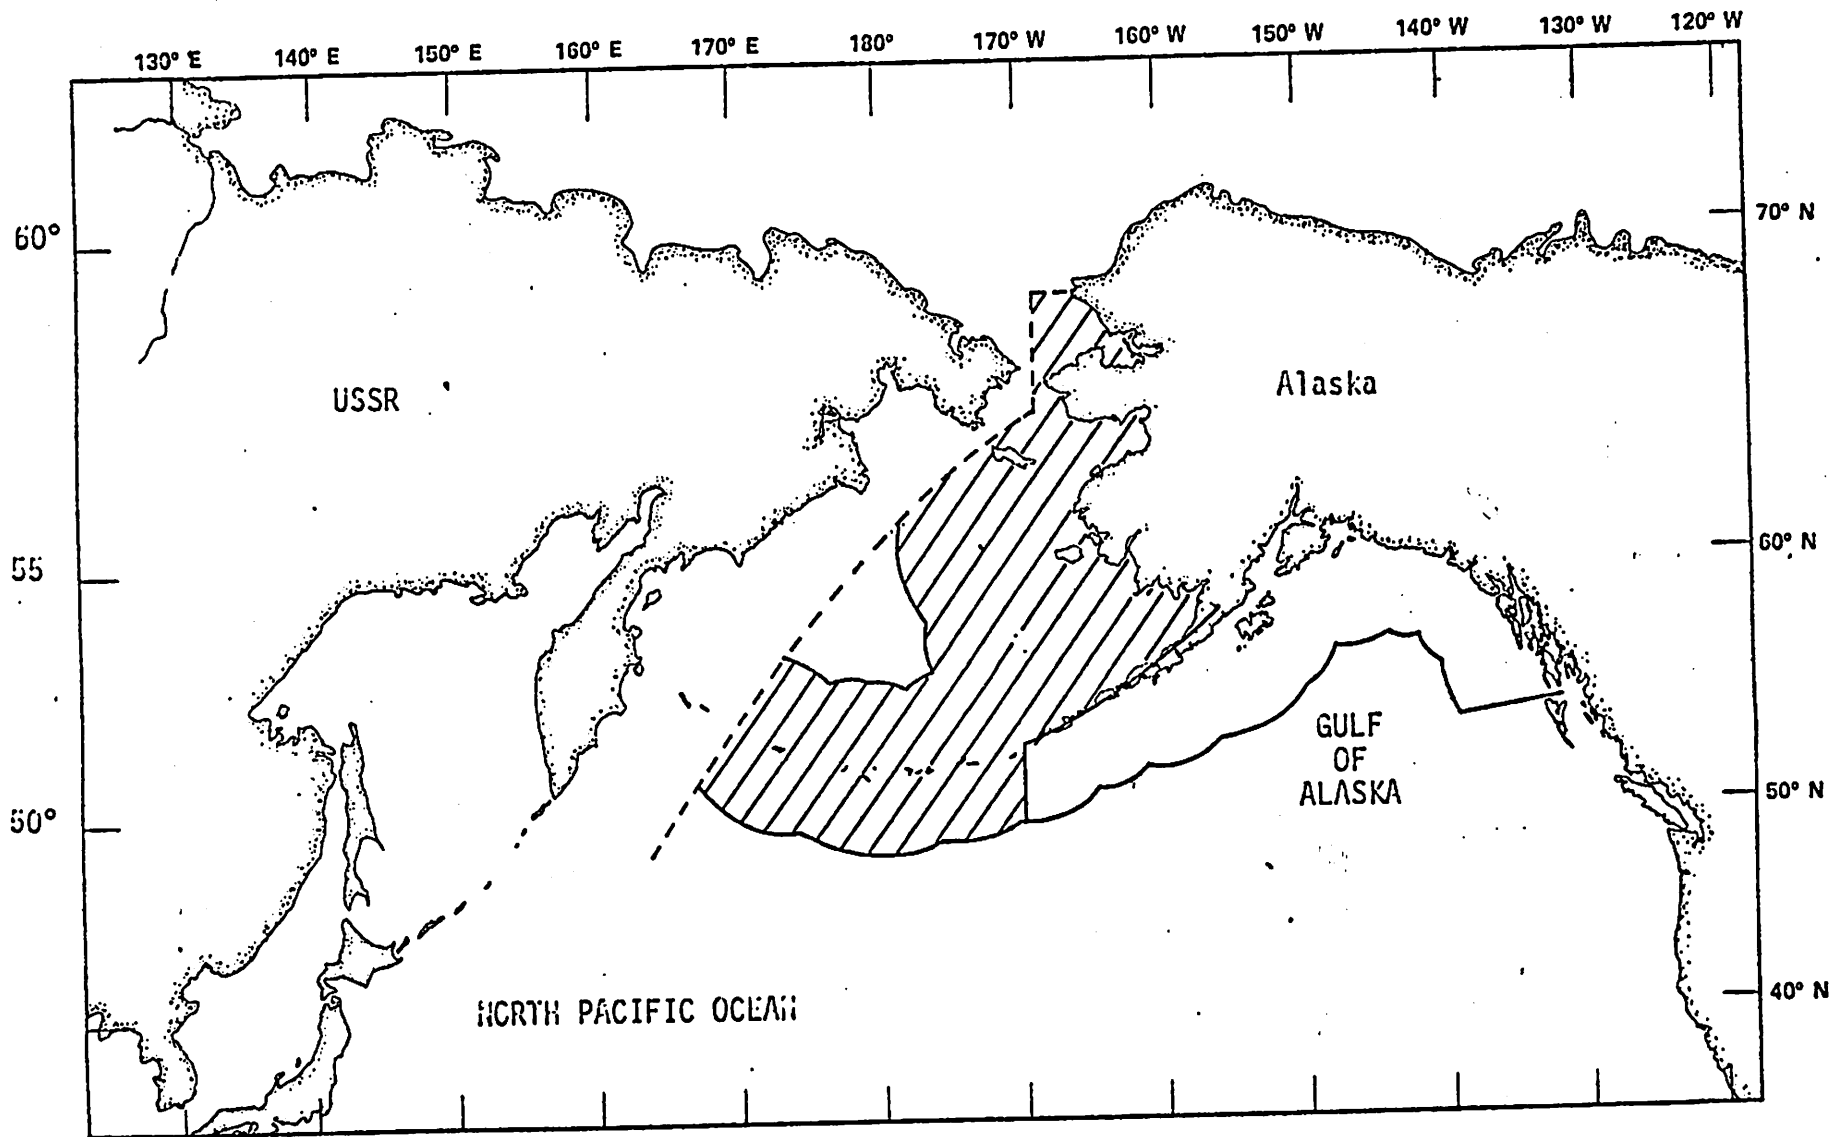 130° E 140° E 150° E 160° E 170° E 180° 170° W 160° W 150° W 140° W 130° W 120° W
70° N
60°
USSR
Alaska
60° N
55
GULF
OF
ALASKA
50° N
50°
40° N
NORTH PACIFIC OCEAN